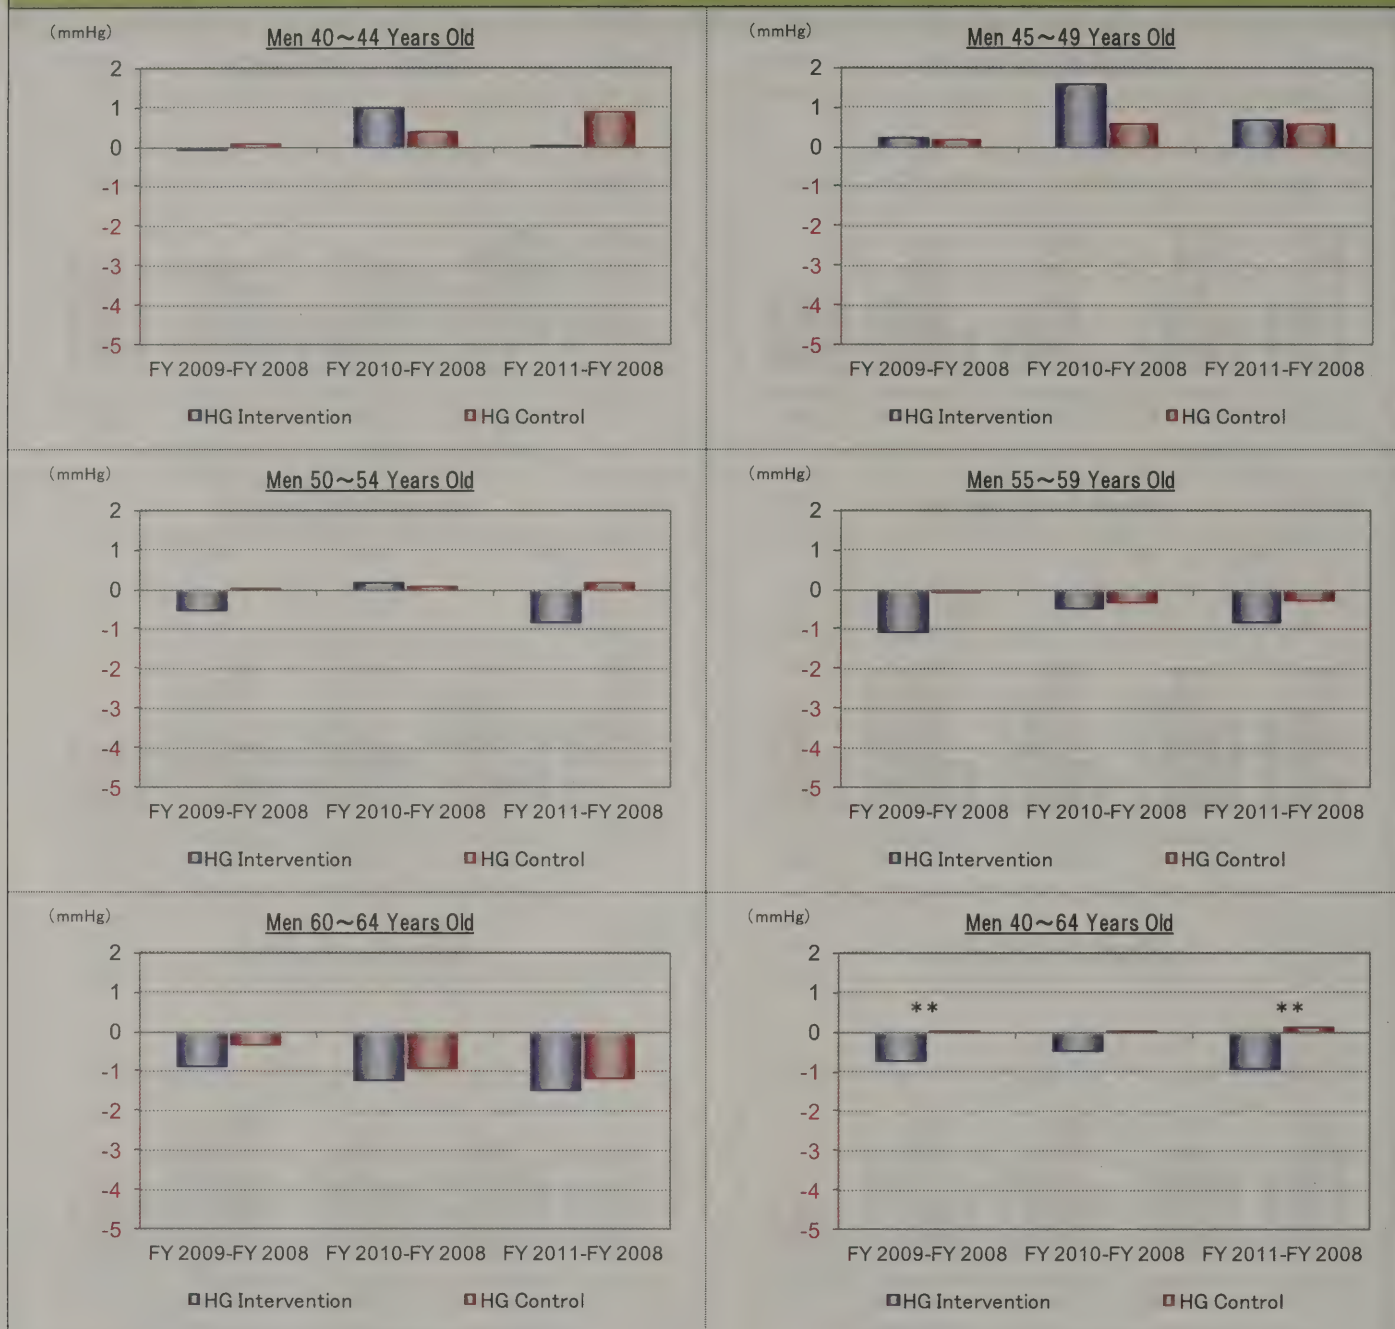 (mmHg)
Men 40～44 Years Old
2
1
0
-1
-2
-3
-4
-5
FY 2009-FY 2008 FY 2010-FY 2008 FY 2011-FY 2008
HG Intervention HG Control
(mmHg)
Men 45～49 Years Old
2
1
0
-1
-2
-3
-4
-5
FY 2009-FY 2008 FY 2010-FY 2008 FY 2011-FY 2008
HG Intervention HG Control
(mmHg)
Men 50～54 Years Old
2
1
0
-1
-2
-3
-4
-5
FY 2009-FY 2008 FY 2010-FY 2008 FY 2011-FY 2008
HG Intervention HG Control
(mmHg)
Men 55～59 Years Old
2
1
0
-1
-2
-3
-4
-5
FY 2009-FY 2008 FY 2010-FY 2008 FY 2011-FY 2008
HG Intervention HG Control
(mmHg)
Men 60～64 Years Old
2
1
0
-1
-2
-3
-4
-5
FY 2009-FY 2008 FY 2010-FY 2008 FY 2011-FY 2008
HG Intervention HG Control
(mmHg)
Men 40～64 Years Old
2
1
** **
0
-1
-2
-3
-4
-5
FY 2009-FY 2008 FY 2010-FY 2008 FY 2011-FY 2008
HG Intervention HG Control